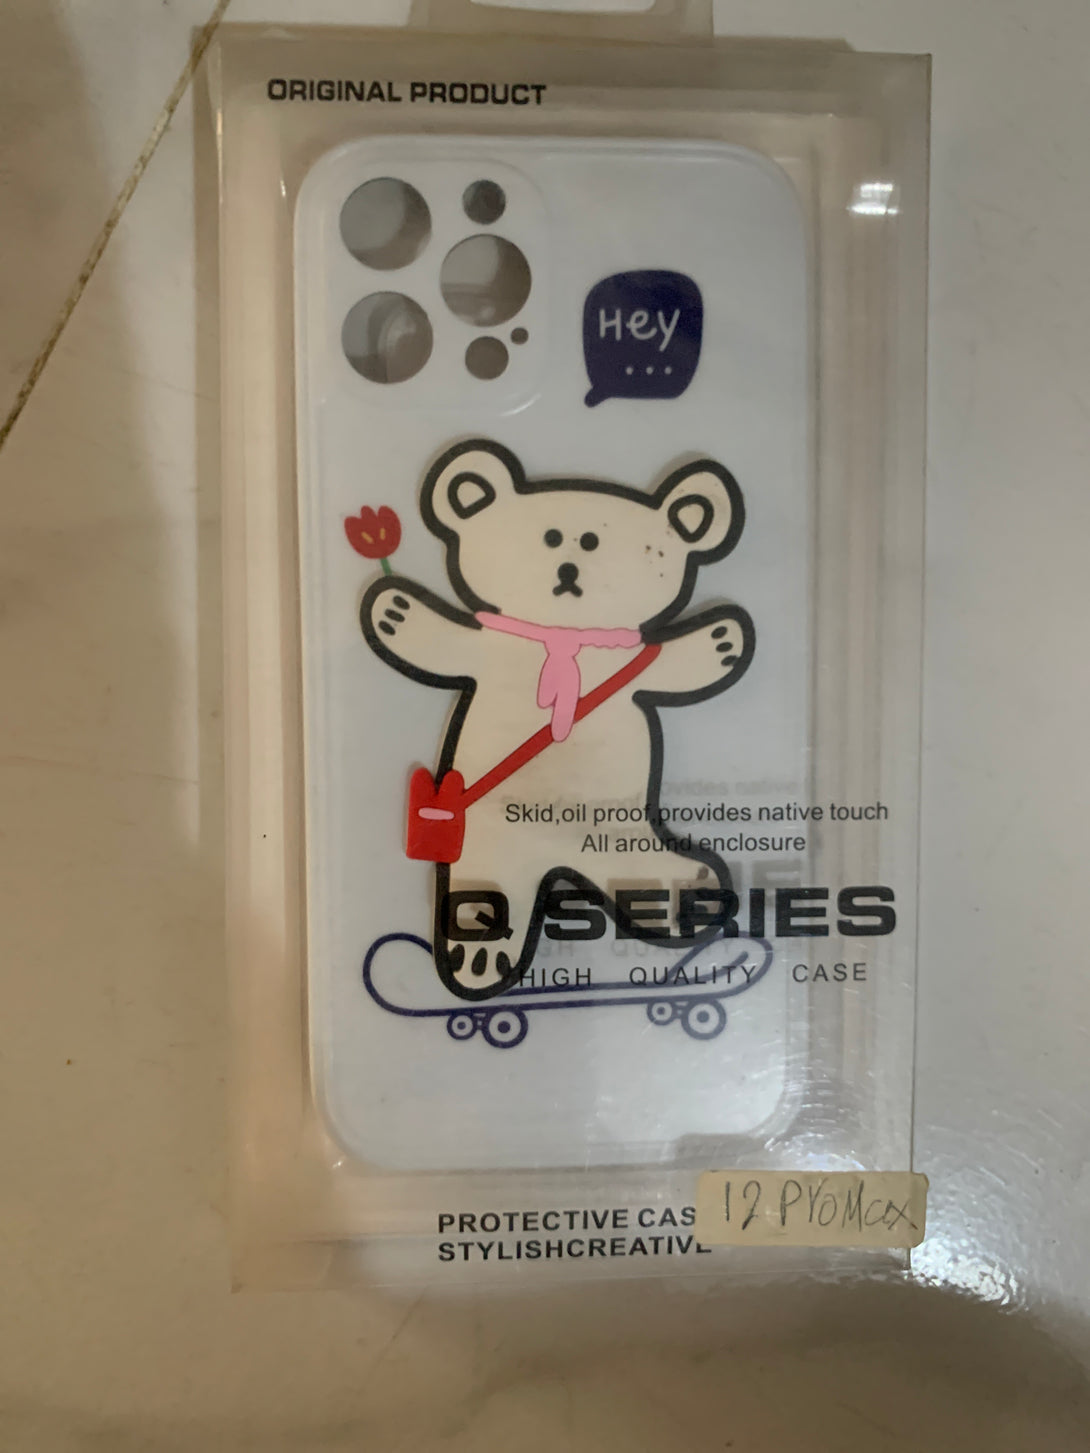 ORIGINAL PRODUCT
Hey
...
Skid,oil proof,provides native touch
All around enclosure
Q SERIES
HIGH QUALITY CASE
PROTECTIVE CAS
STYLISHCREATIVE
12 PrOMax